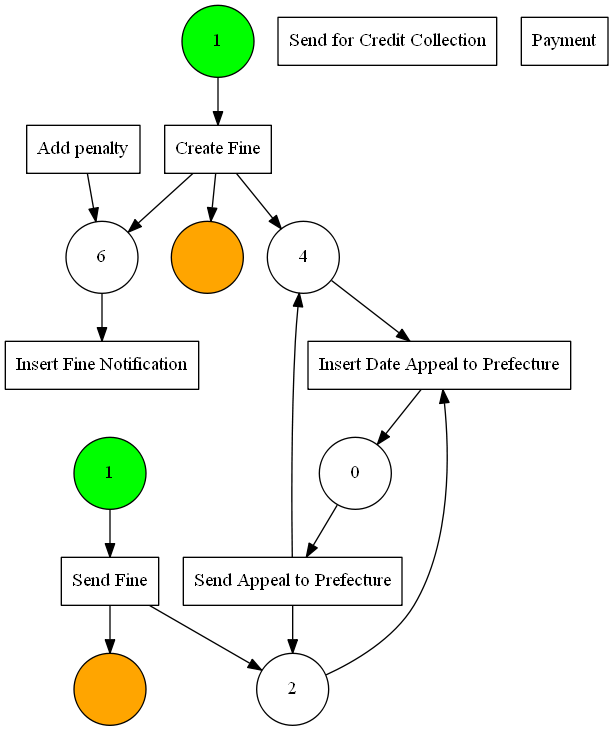 1
Send for Credit Collection
Payment
Add penalty
Create Fine
6
4
Insert Fine Notification
Insert Date Appeal to Prefecture
1
0
Send Fine
Send Appeal to Prefecture
2